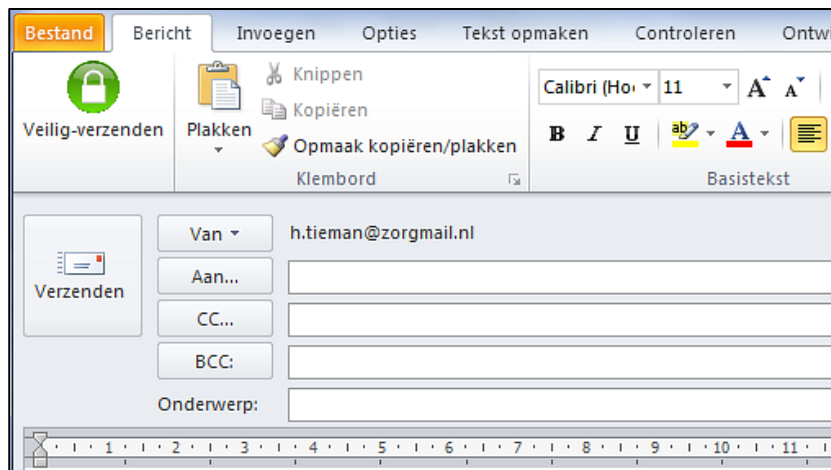 Bestand Bericht Invoegen Opties Tekst opmaken Controleren
Knippen
Kopiëren
Opmaak kopiëren/plakken
Veilig-verzenden Plakken
Klembord
Calibri 11 A A
B I U ab A
Basistekst
Van h.tieman@zorgmail.nl
Aan...
Verzenden
CC...
BCC:
Onderwerp:
1 2 3 4 5 6 7 8 9 10 11